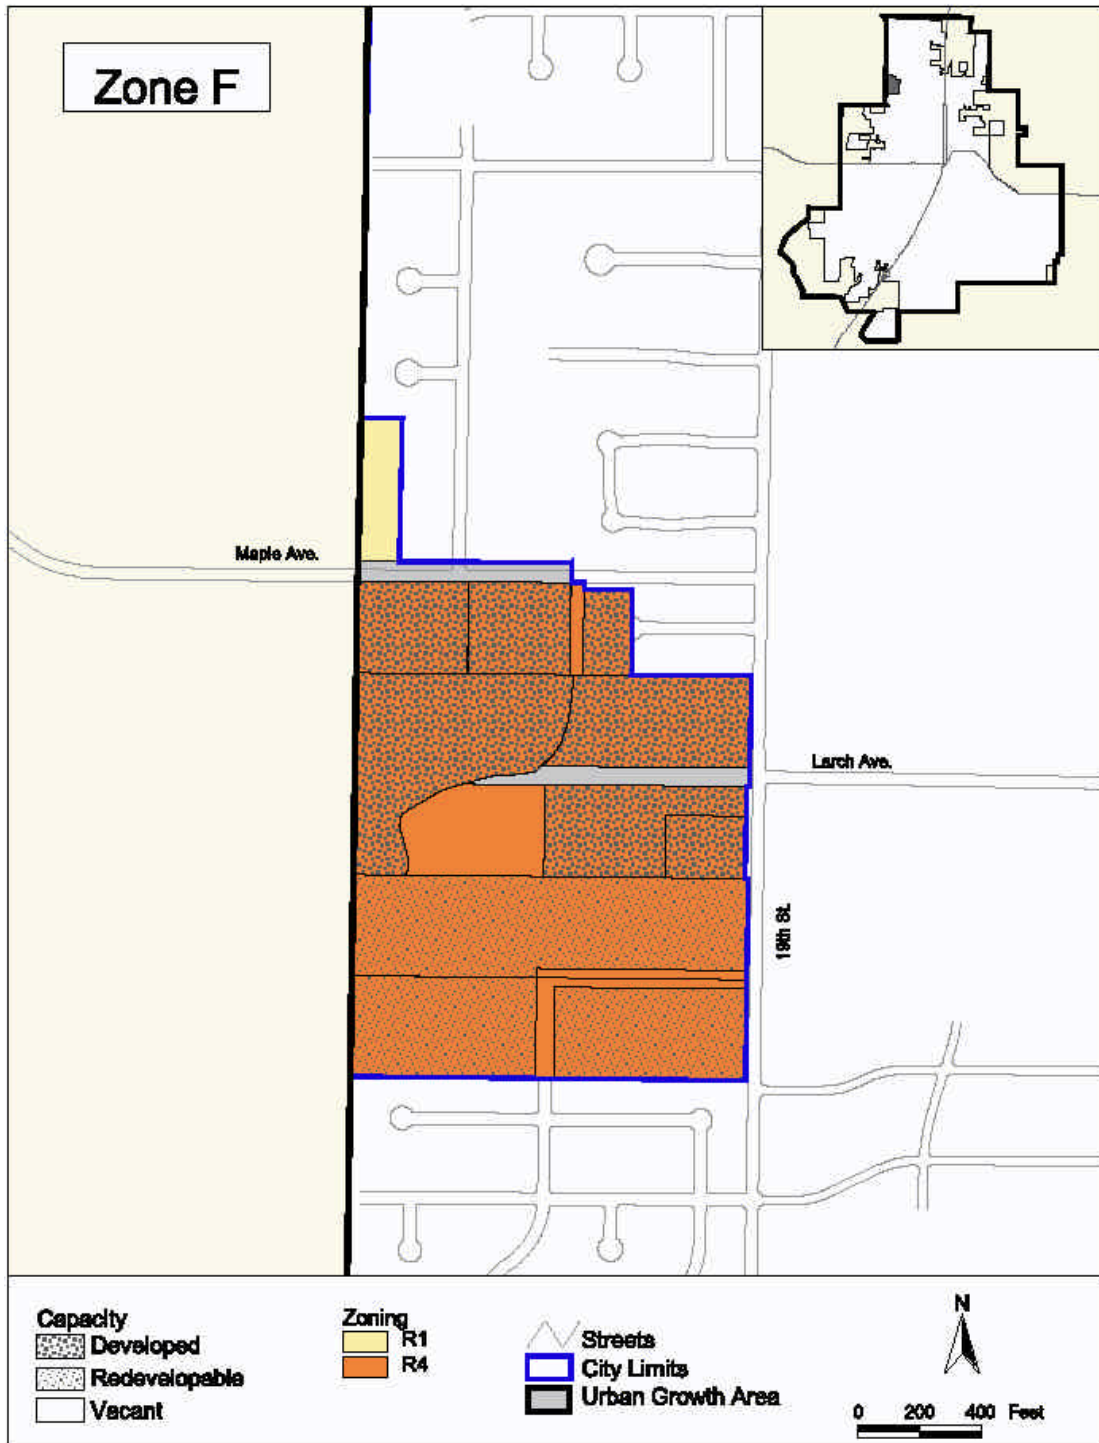 Zone F
Maple Ave.
Larch Ave.
19th St.
Capacity
Developed
Redevelopable
Vacant
Zoning
R1
R4
Streets
City Limits
Urban Growth Area
N
0 200 400 Feet